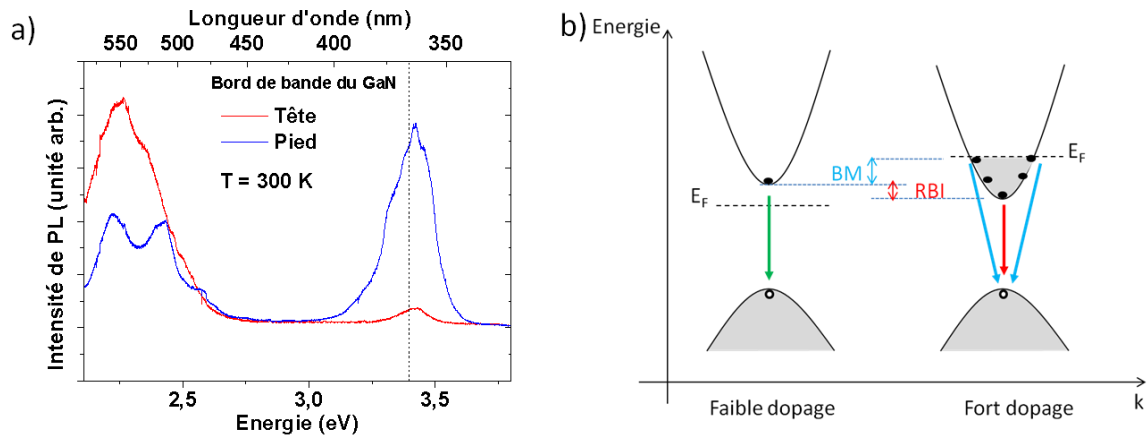 a)
Longueur d'onde (nm)
550 500 450 400 350
Bord de bande du GaN
Tête
Pied
T = 300 K
Intensité de PL (unité arb.)
2,5 3,0 3,5
Energie (eV)
b)
Energie
E_F
BM
RBI
E_F
Faible dopage
Fort dopage
k